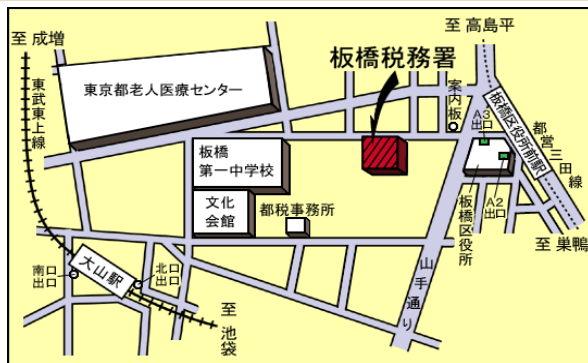 至 高島平
至 成増
板橋税務署
東武東上線
東京都老人医療センター
案内板
A3
出口
板橋区役所前駅
都営三田線
板橋
第一中学校
A2
出口
文化
会館
都税事務所
板橋区役所
至 巣鴨
山手通り
大山駅
南口
出口
北口
出口
至 池袋